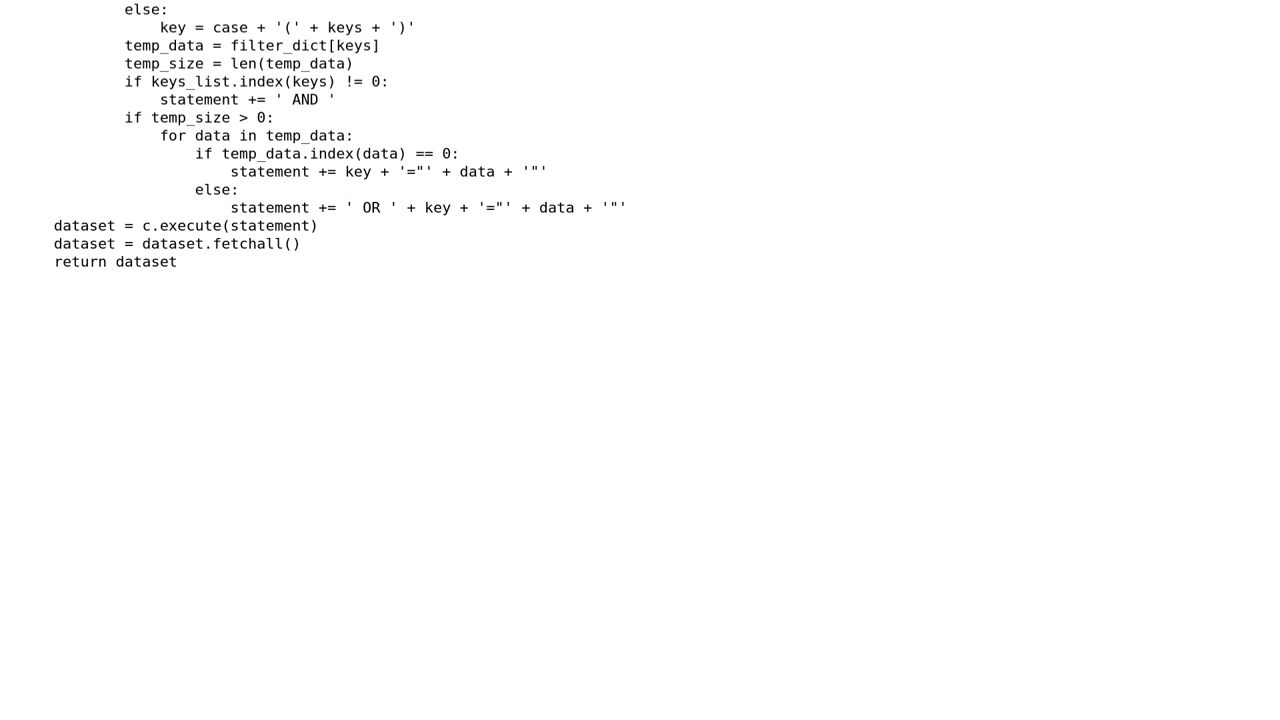 else:
            key = case + '(' + keys + ')'
        temp_data = filter_dict[keys]
        temp_size = len(temp_data)
        if keys_list.index(keys) != 0:
            statement += ' AND '
        if temp_size > 0:
            for data in temp_data:
                if temp_data.index(data) == 0:
                    statement += key + '="' + data + '"'
                else:
                    statement += ' OR ' + key + '="' + data + '"'
dataset = c.execute(statement)
dataset = dataset.fetchall()
return dataset